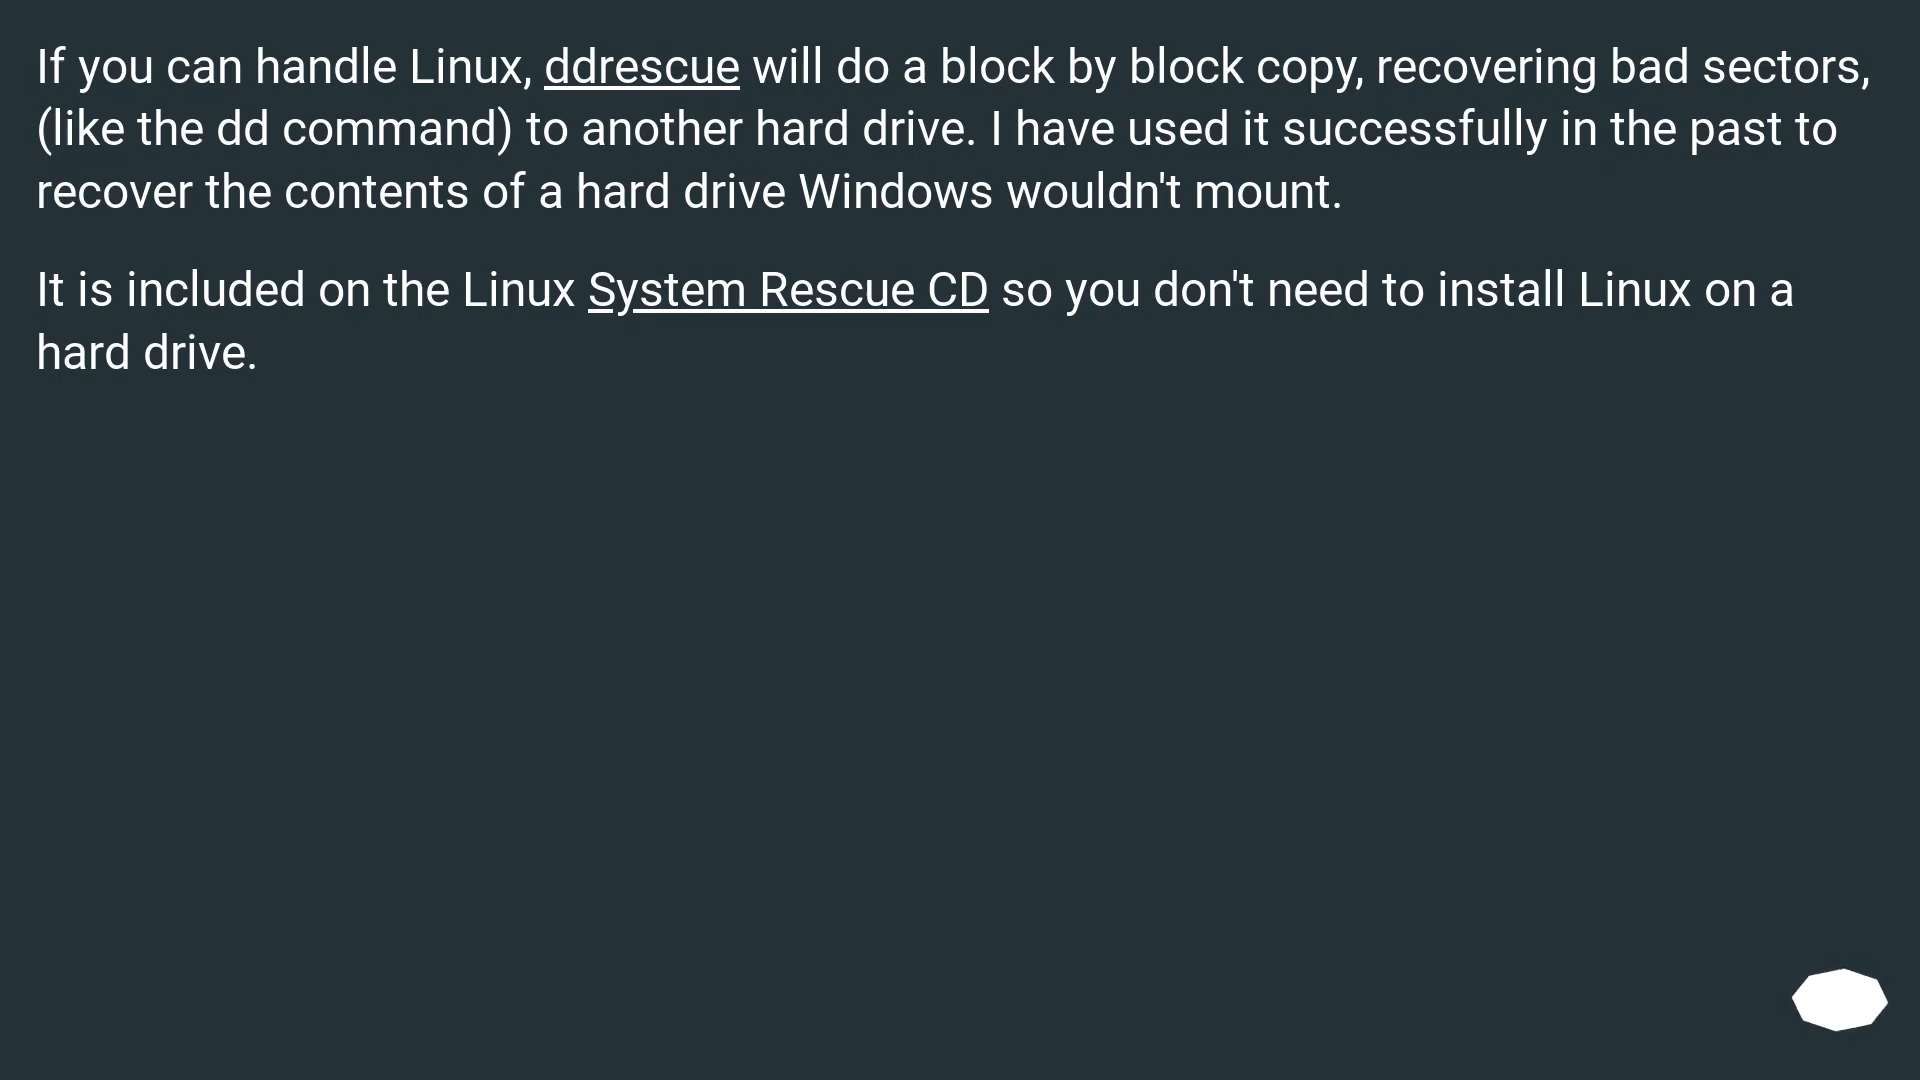 If you can handle Linux, ddrescue will do a block by block copy, recovering bad sectors,
(like the dd command) to another hard drive. I have used it successfully in the past to
recover the contents of a hard drive Windows wouldn't mount.
It is included on the Linux System Rescue CD so you don't need to install Linux on a
hard drive.